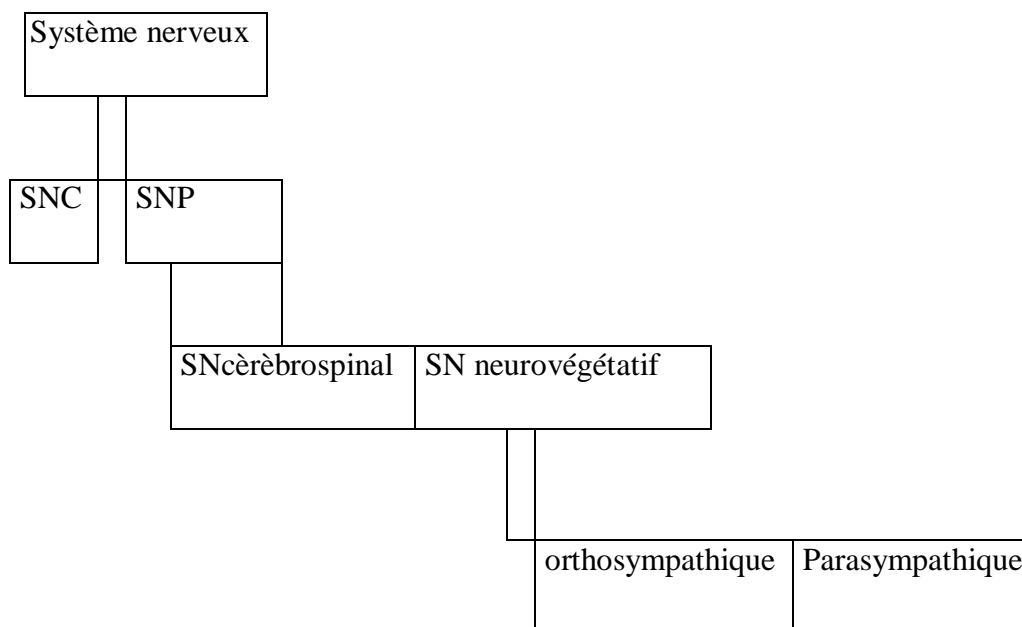 Système nerveux
SNC SNP
SNcèrèbrospinal SN neurovégétatif
orthosympathique Parasympathique